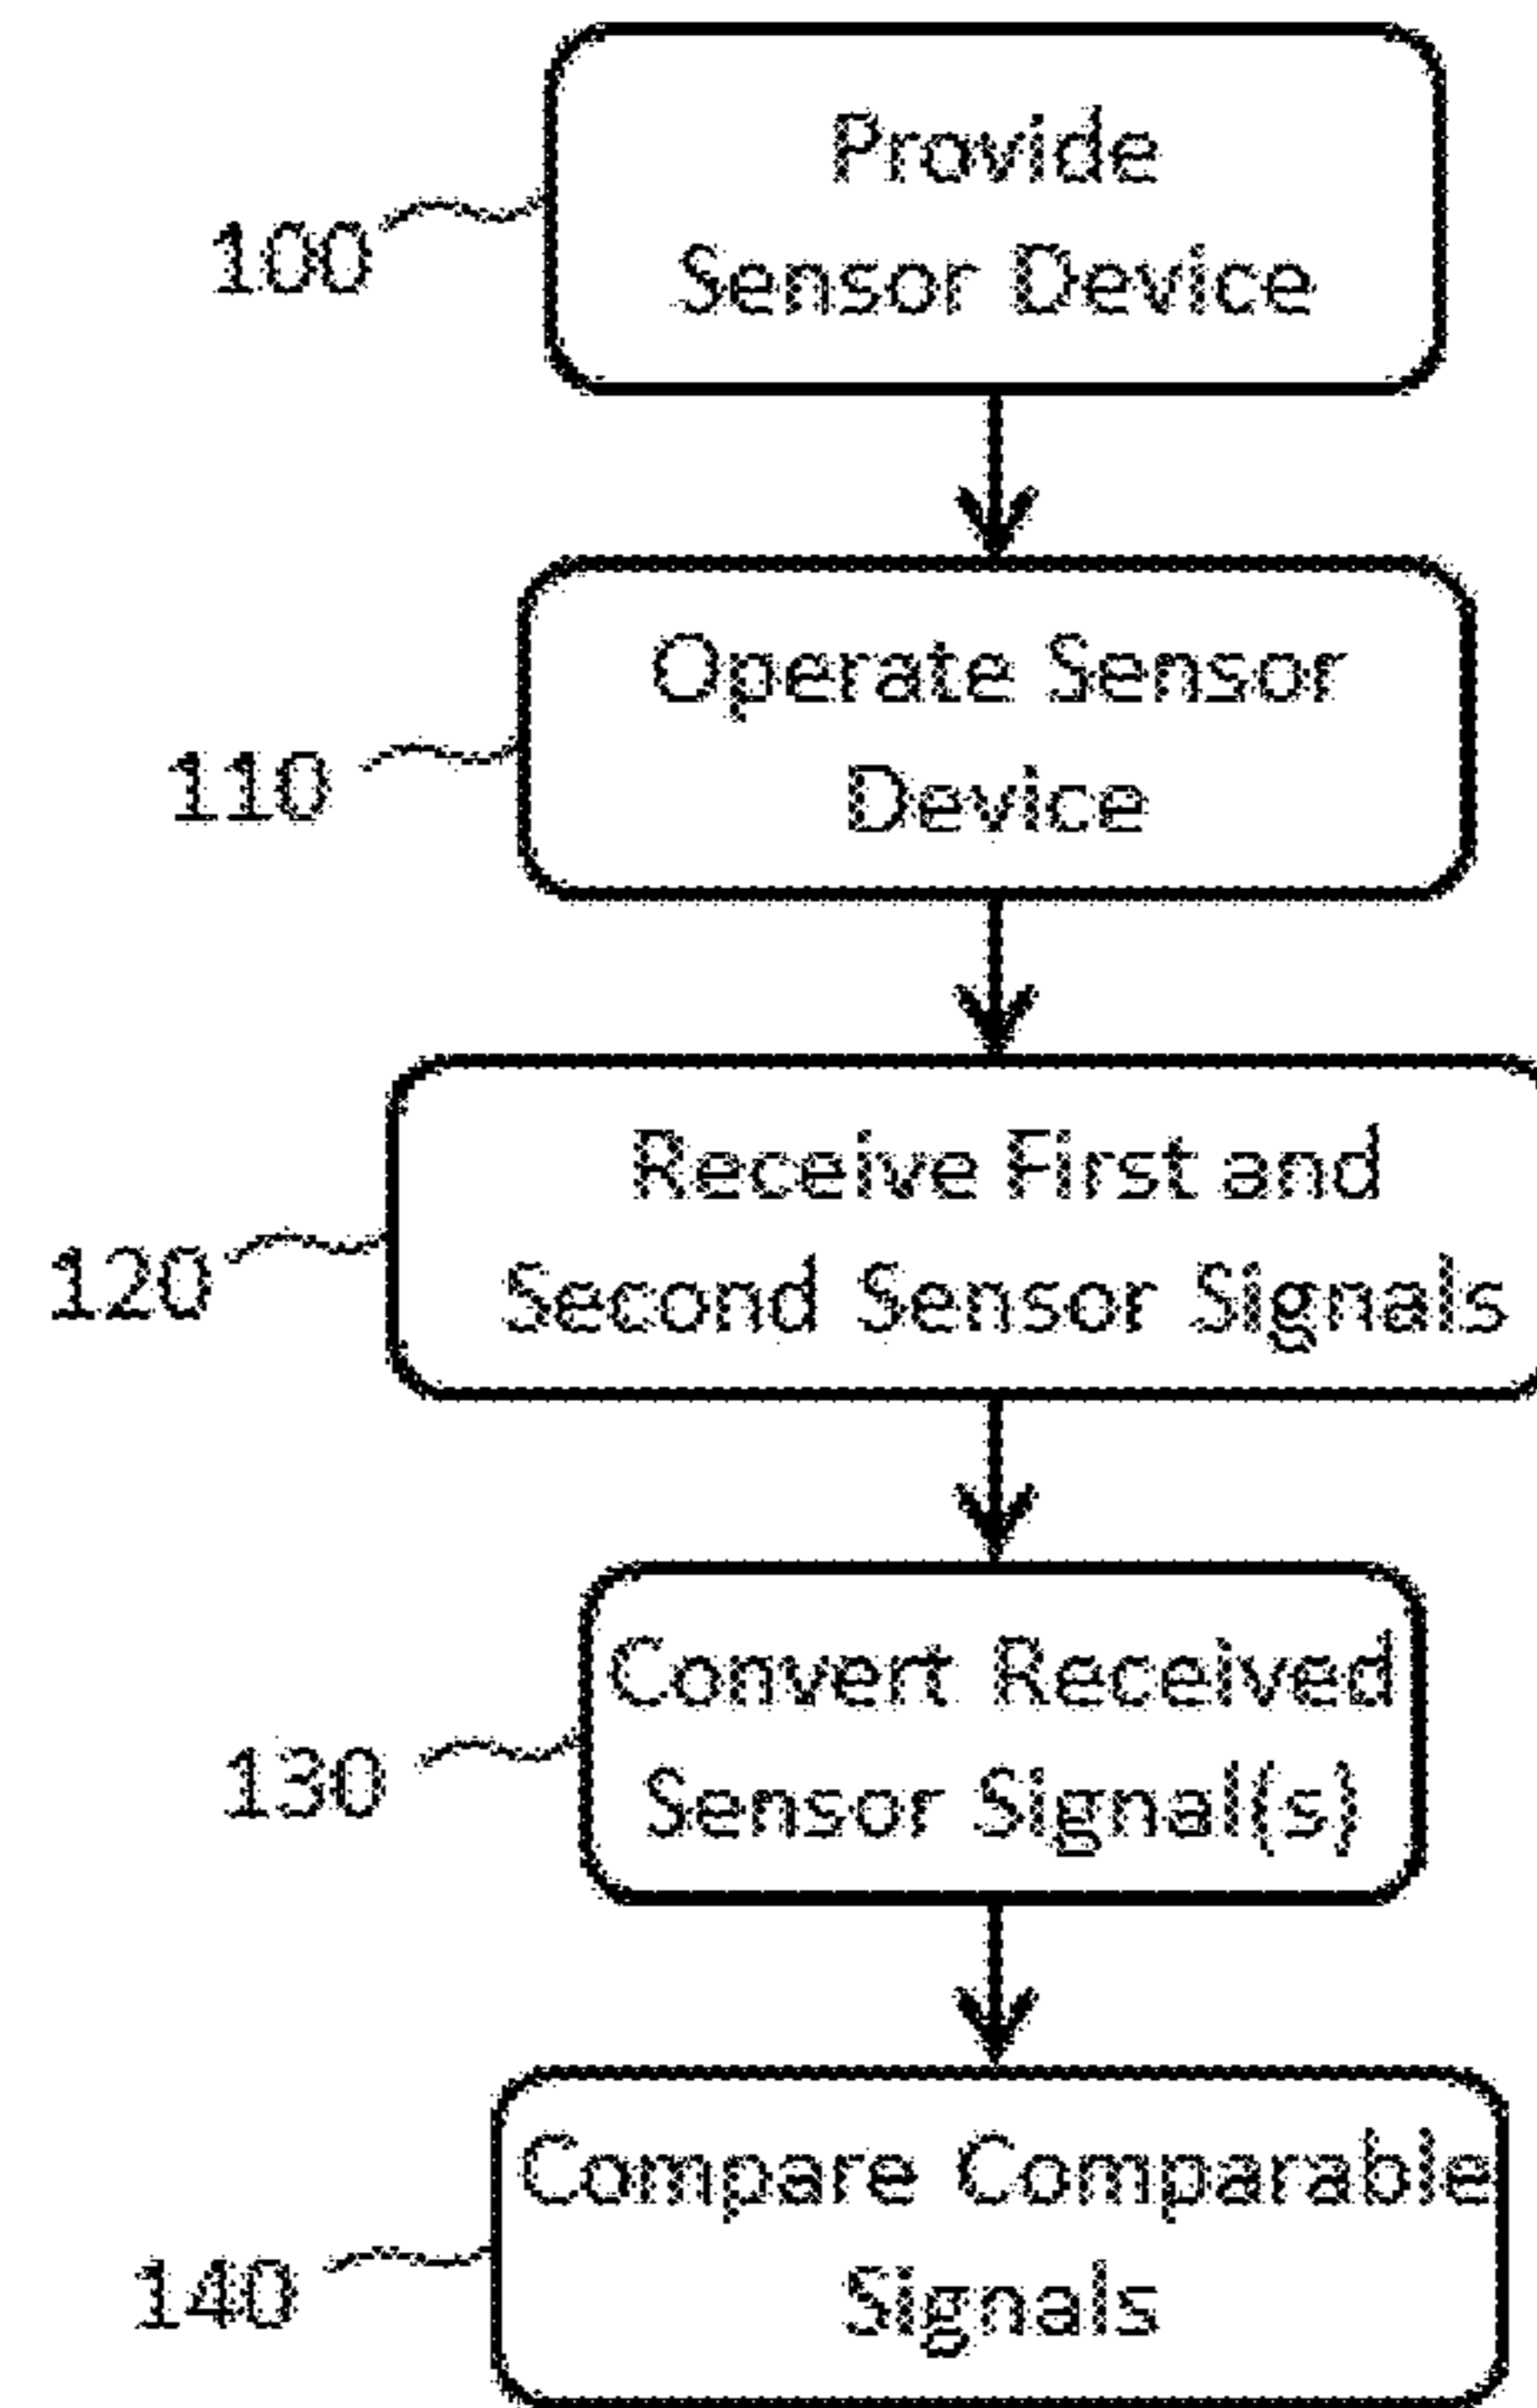 Provide
100
Sensor Device
Operate Sensor
110
Device
Receive First and
120
Second Sensor Signals
Convert Received
130
Sensor Signal(s)
Compare Comparable
140
Signals